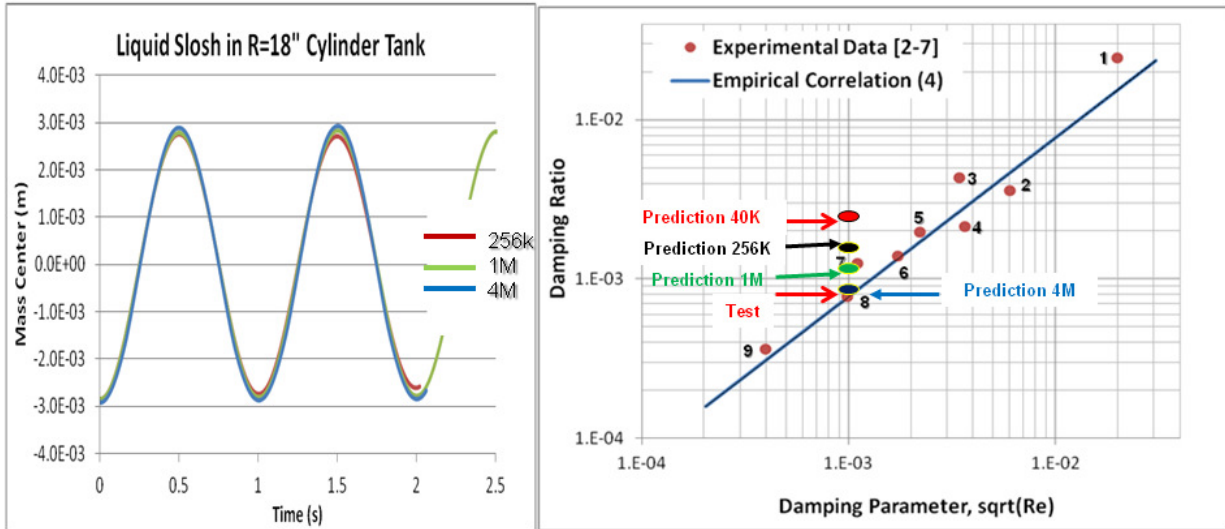 Liquid Slosh in R=18" Cylinder Tank
4.0E-03
3.0E-03
2.0E-03
1.0E-03
0.0E+00
-1.0E-03
-2.0E-03
-3.0E-03
-4.0E-03
Mass Center (m)
0
0.5
1
1.5
2
2.5
Time (s)
256k
1M
4M
Experimental Data [2-7]
Empirical Correlation (4)
1.E-02
1.E-03
1.E-04
Damping Ratio
1
2
3
4
5
6
7
8
9
Prediction 40K
Prediction 256K
Prediction 1M
Test
Prediction 4M
1.E-04
1.E-03
1.E-02
Damping Parameter, sqrt(Re)